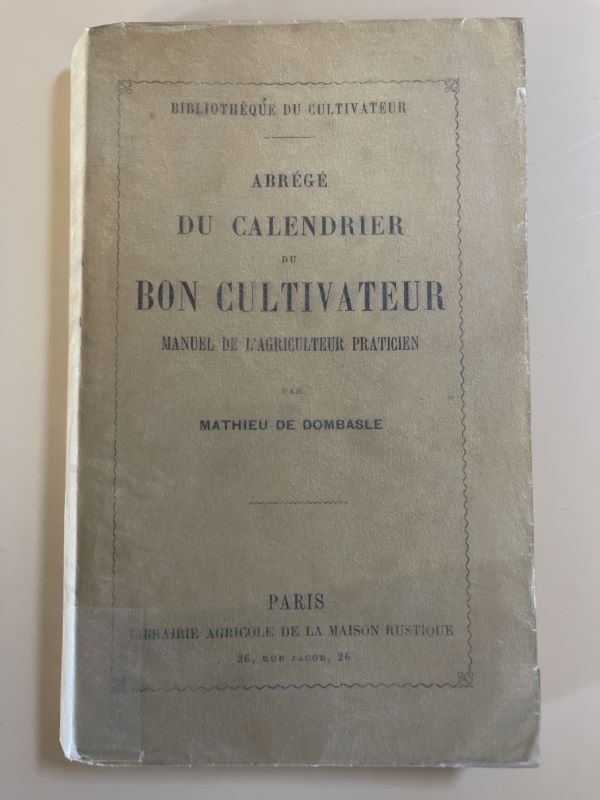 BIBLIOTHÈQUE DU CULTIVATEUR
ABRÉGÉ
DU CALENDRIER
DU
BON CULTIVATEUR
MANUEL DE L'AGRICULTEUR PRATICIEN
PAR
MATHIEU DE DOMBASLE
PARIS
LIBRAIRIE AGRICOLE DE LA MAISON RUSTIQUE
26, RUE JACOB, 26